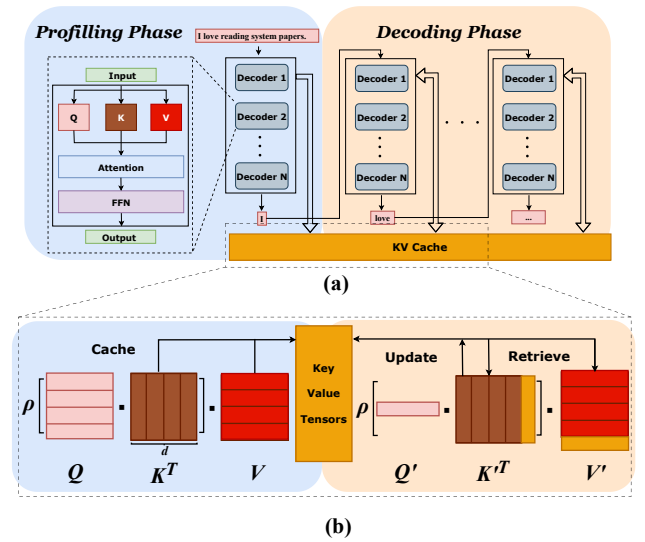 Profilling Phase
I love reading system papers.
Decoding Phase
Input
Q
K
V
Attention
FFN
Output
Decoder 1
Decoder 2
Decoder N
I
Decoder 1
Decoder 2
Decoder N
love
. . .
Decoder 1
Decoder 2
Decoder N
...
KV Cache
(a)
Cache
ρ
d
Q
K^T
V
Key
Value
Tensors
Update
Retrieve
ρ
Q'
K'^T
V'
(b)